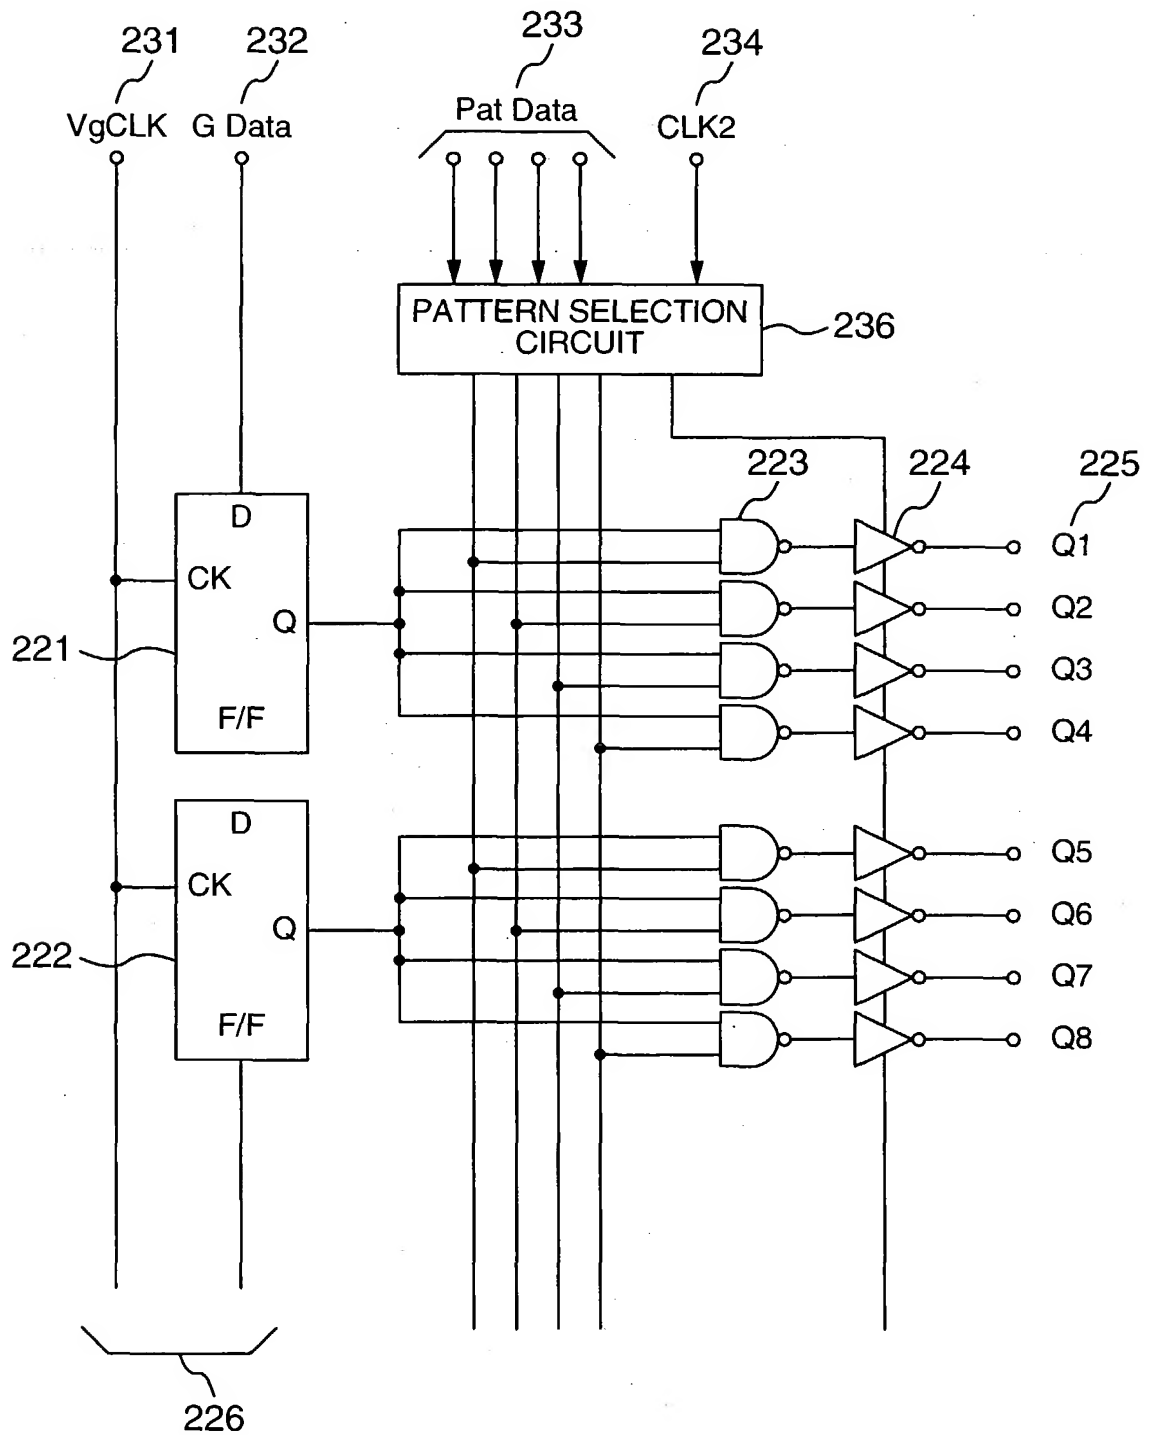 231 232 233 234
VgCLK G Data Pat Data CLK2
PATTERN SELECTION
CIRCUIT
236
223 224 225
D
CK
Q
F/F
221
Q1
Q2
Q3
Q4
D
CK
Q
F/F
222
Q5
Q6
Q7
Q8
226